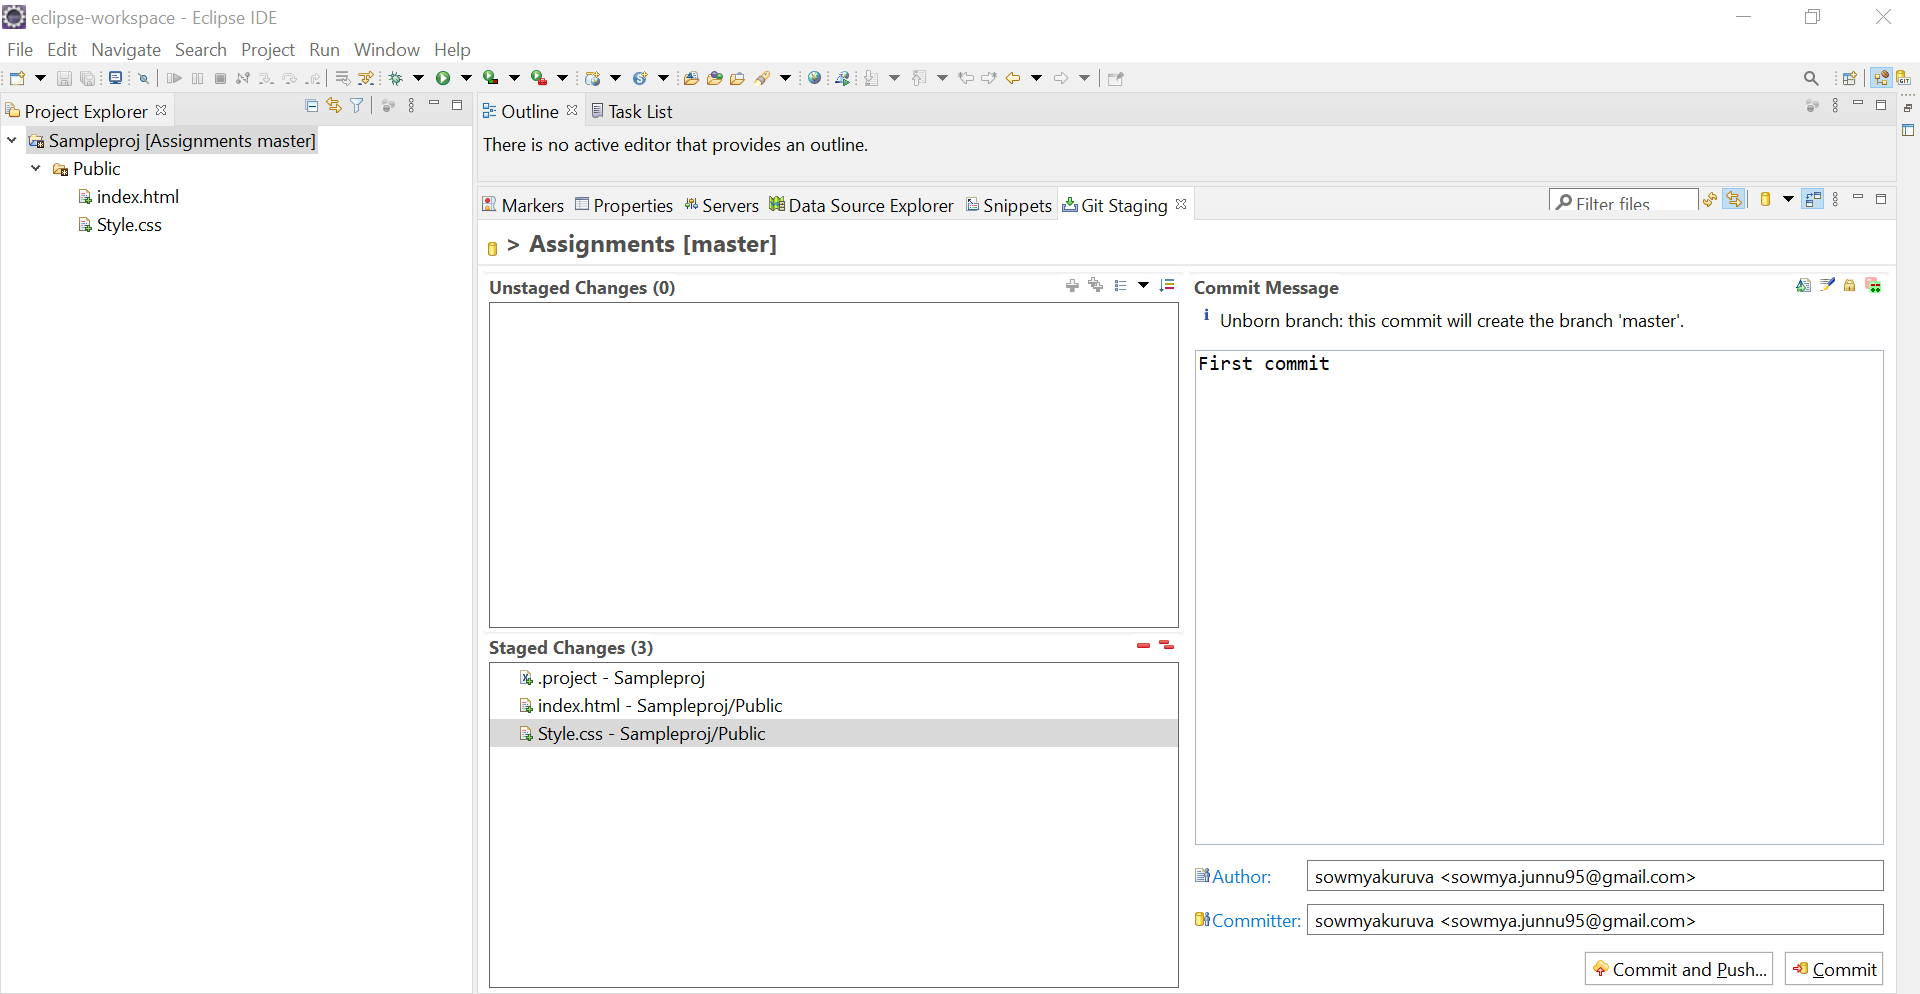 eclipse-workspace - Eclipse IDE
File Edit Navigate Search Project Run Window Help
Project Explorer
Sampleproj [Assignments master]
Public
index.html
Style.css
Outline Task List
There is no active editor that provides an outline.
Markers Properties Servers Data Source Explorer Snippets Git Staging
Filter files
> Assignments [master]
Unstaged Changes (0)
Staged Changes (3)
.project - Sampleproj
index.html - Sampleproj/Public
Style.css - Sampleproj/Public
Commit Message
Unborn branch: this commit will create the branch 'master'.
First commit
Author: sowmyakuruva <sowmya.junnu95@gmail.com>
Committer: sowmyakuruva <sowmya.junnu95@gmail.com>
Commit and Push... Commit